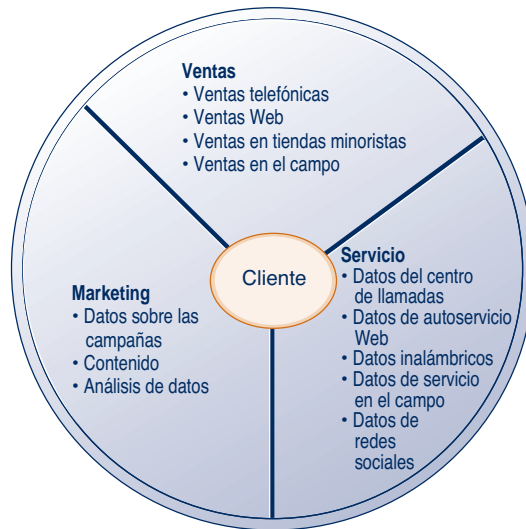 Ventas
• Ventas telefónicas
• Ventas Web
• Ventas en tiendas minoristas
• Ventas en el campo
Cliente
Marketing
• Datos sobre las
campañas
• Contenido
• Análisis de datos
Servicio
• Datos del centro
de llamadas
• Datos de autoservicio
Web
• Datos inalámbricos
• Datos de servicio
en el campo
• Datos de
redes
sociales